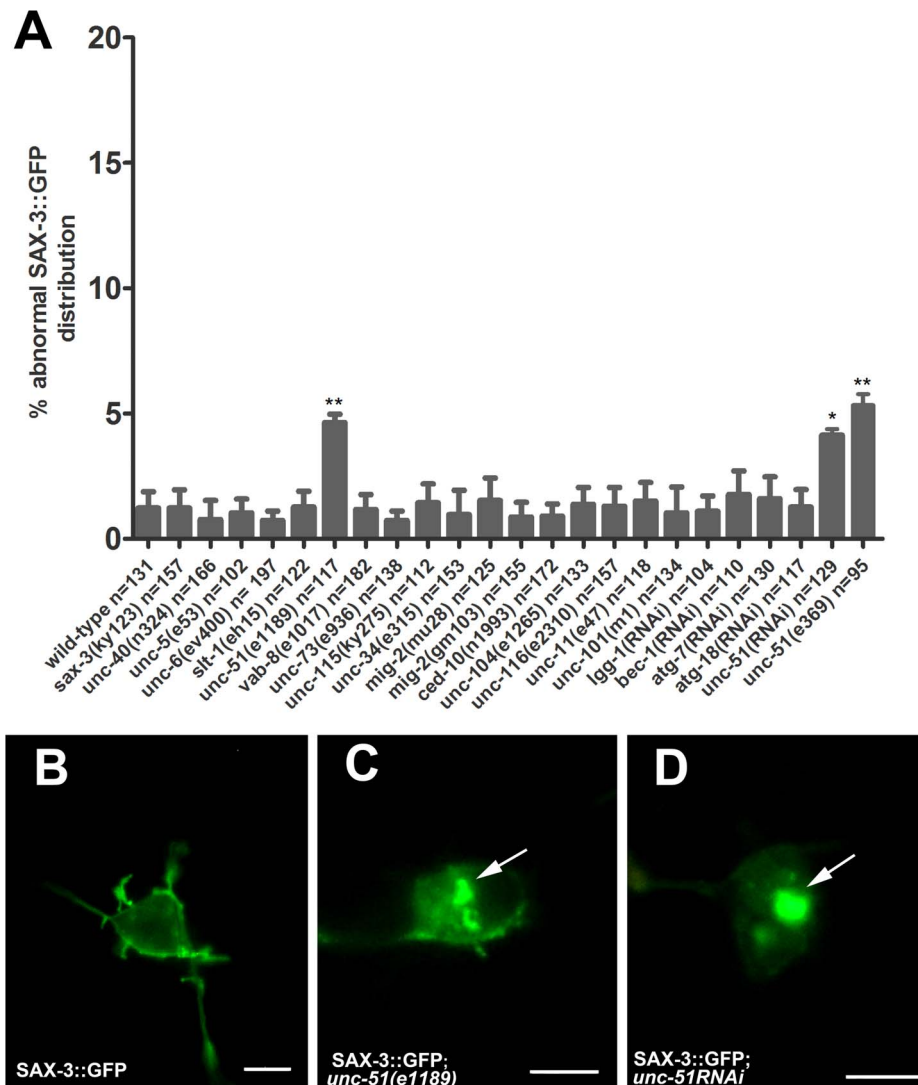 A
% abnormal SAX-3::GFP
distribution
20
15
10
5
0
**
*
**
wild-type n=131
sax-3(ky123) n=157
unc-40(n324) n=166
unc-5(e53) n=102
unc-6(ev400) n= 197
slt-1(eh15) n=122
unc-51(e1189) n=117
vab-8(e1017) n=182
unc-73(e936) n=138
unc-115(ky275) n=112
unc-34(e315) n=153
mig-2(mu28) n=125
mig-2(gm103) n=155
ced-10(n1993) n=172
unc-104(e1265) n=133
unc-116(e2310) n=157
unc-11(e47) n=118
unc-101(m1) n=134
lgg-1(RNAi) n=104
bec-1(RNAi) n=110
atg-7(RNAi) n=130
atg-18(RNAi) n=117
unc-51(RNAi) n=129
unc-51(e369) n=95
B
SAX-3::GFP
C
SAX-3::GFP;
unc-51(e1189)
D
SAX-3::GFP;
unc-51RNAi